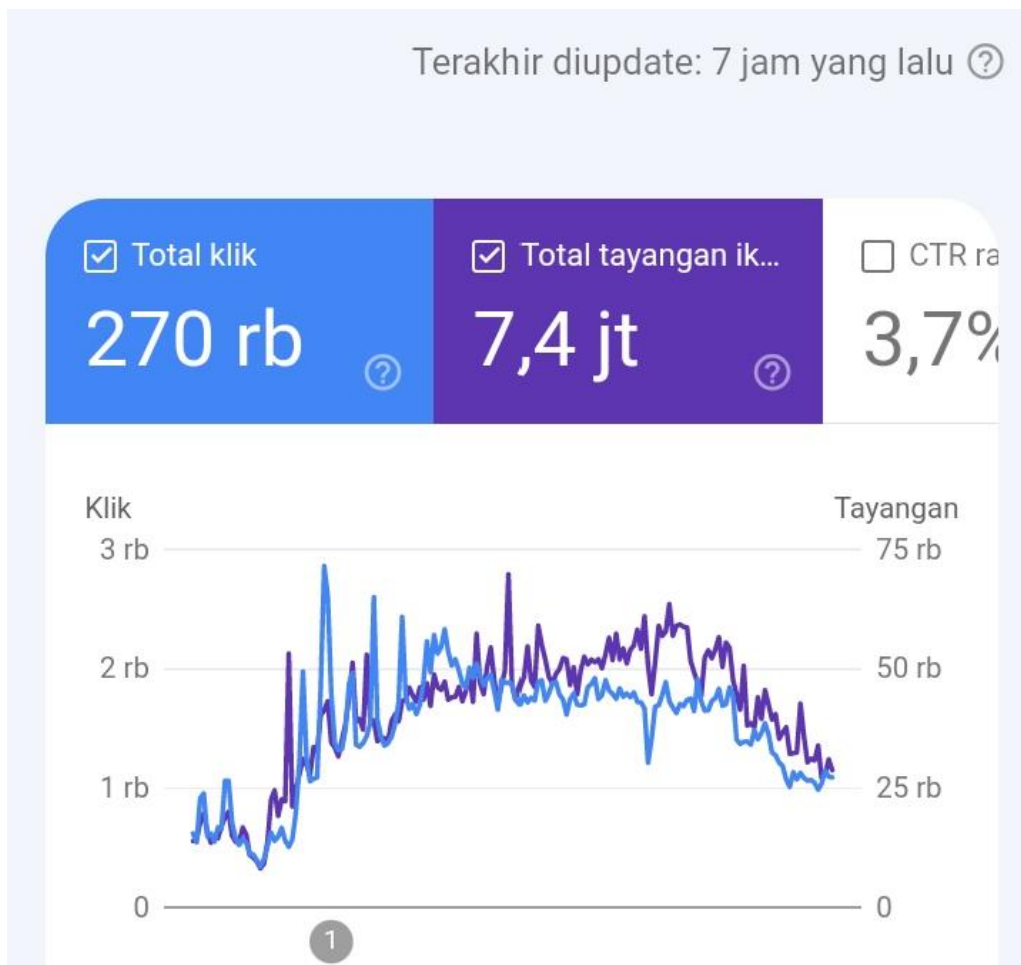 Terakhir diupdate: 7 jam yang lalu ?
Total klik
270 rb ?
Total tayangan ik...
7,4 jt ?
CTR ra
3,7%
Klik
Tayangan
3 rb
75 rb
2 rb
50 rb
1 rb
25 rb
0
0
1